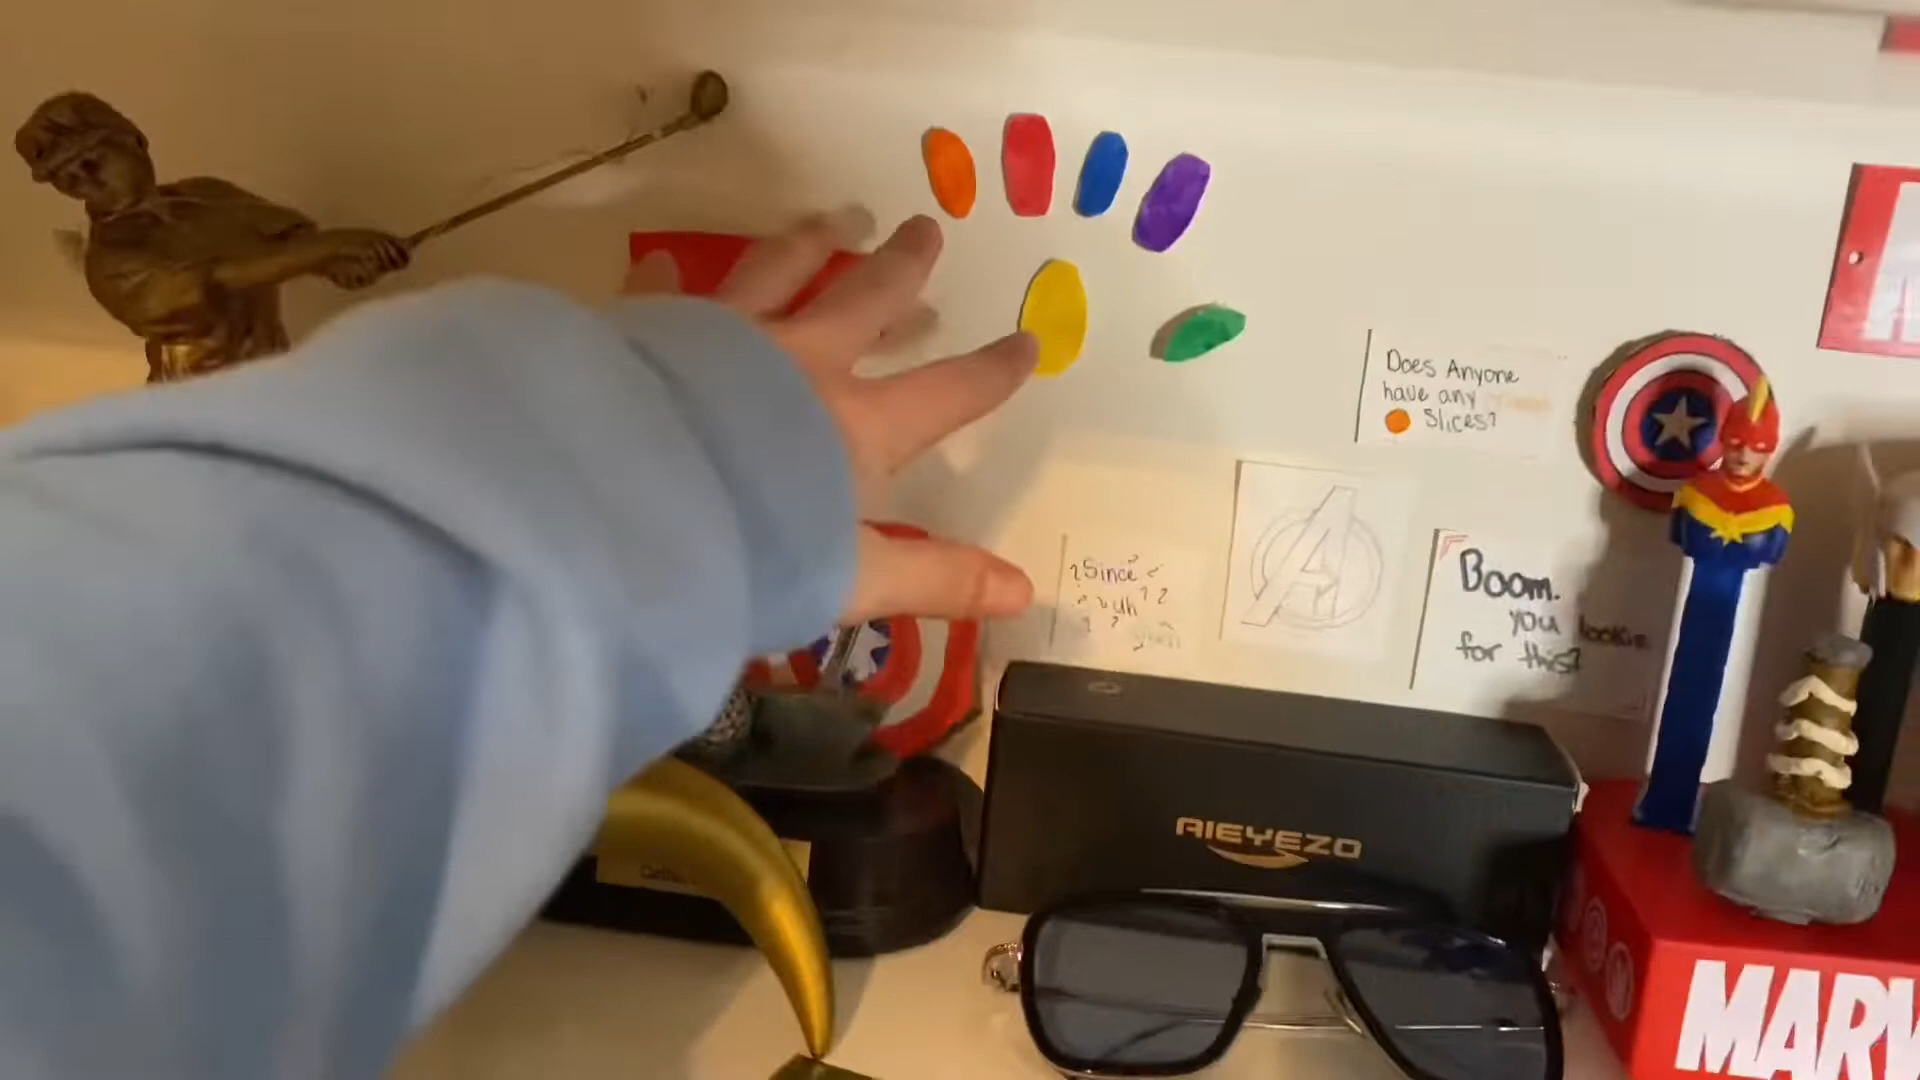 Does Anyone
have any
Slices?
Since
uh
Boom.
you lookin
for this?
AIEYEZO
MARV